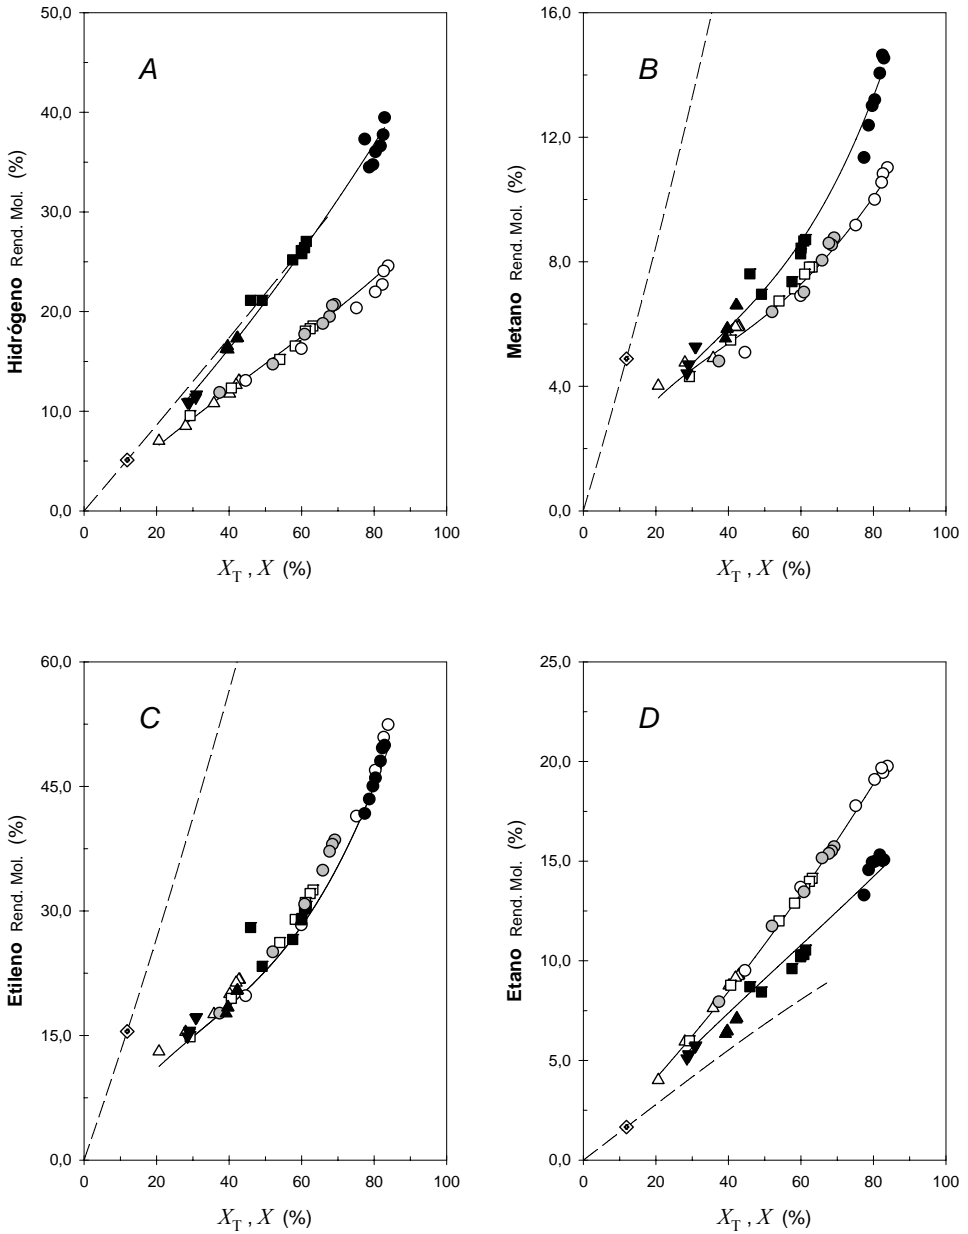 50,0
40,0
30,0
20,0
10,0
0,0
0 20 40 60 80 100
A
Hidrógeno Rend. Mol. (%)
X_T , X (%)
16,0
12,0
8,0
4,0
0,0
0 20 40 60 80 100
B
Metano Rend. Mol. (%)
X_T , X (%)
60,0
45,0
30,0
15,0
0,0
0 20 40 60 80 100
C
Etileno Rend. Mol. (%)
X_T , X (%)
25,0
20,0
15,0
10,0
5,0
0,0
0 20 40 60 80 100
D
Etano Rend. Mol. (%)
X_T , X (%)